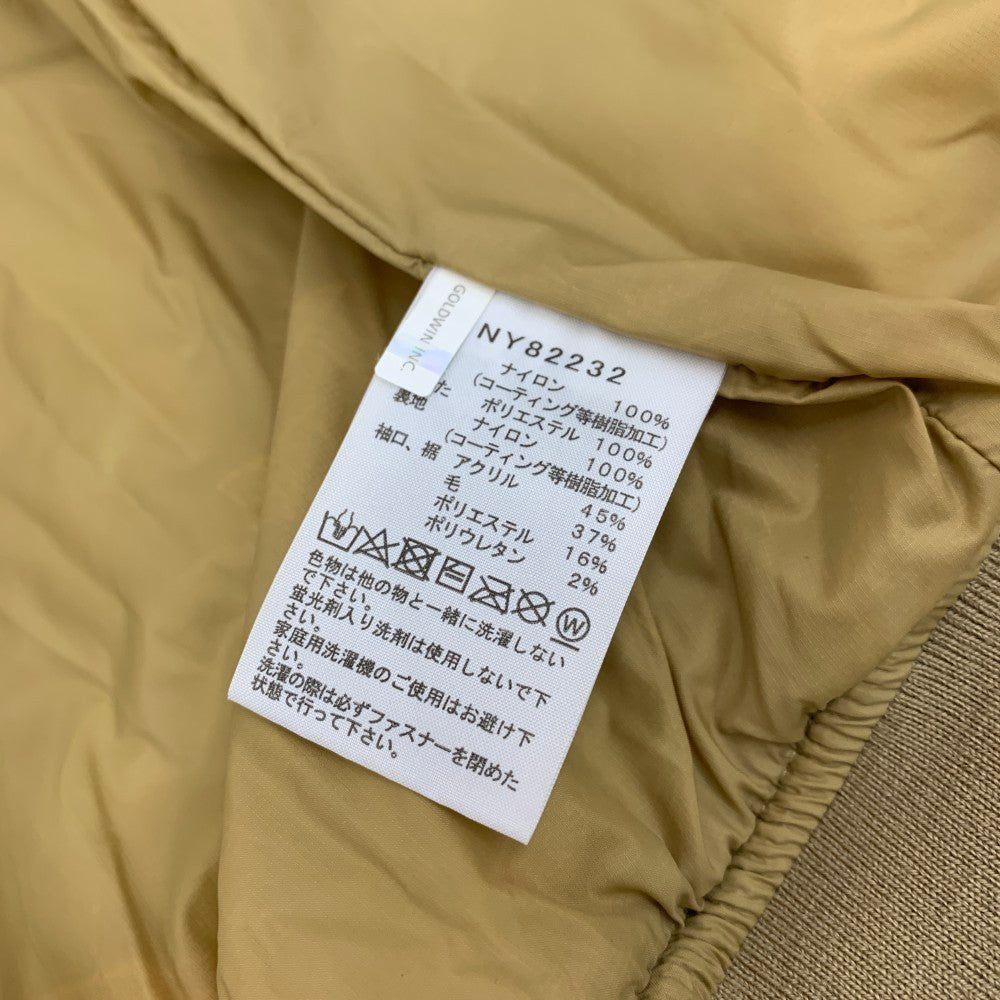 GOLDWIN INC.
NY82232
ナイロン 100%
(コーティング等樹脂加工)
た ポリエステル 100%
裏地 ナイロン 100%
(コーティング等樹脂加工)
袖口、裾 アクリル 45%
毛 37%
ポリエステル 16%
ポリウレタン 2%
W
色物は他の物と一緒に洗濯しない
で下さい。
蛍光剤入り洗剤は使用しないで下
さい。
家庭用洗濯機のご使用はお避け下
さい。
洗濯の際は必ずファスナーを閉めた
状態で行って下さい。